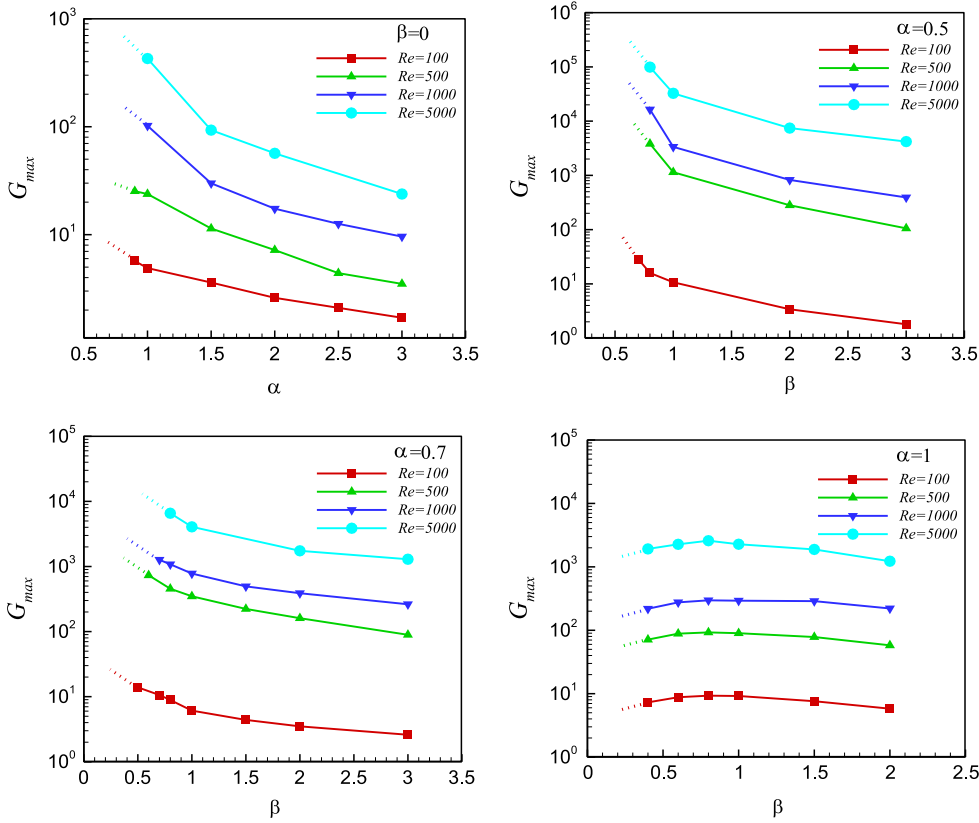 β=0
Re=100
Re=500
Re=1000
Re=5000
10^3
10^2
10^1
G_max
0.5 1 1.5 2 2.5 3 3.5
α
α=0.5
Re=100
Re=500
Re=1000
Re=5000
10^6
10^5
10^4
10^3
10^2
10^1
10^0
G_max
0.5 1 1.5 2 2.5 3 3.5
β
α=0.7
Re=100
Re=500
Re=1000
Re=5000
10^5
10^4
10^3
10^2
10^1
10^0
G_max
0 0.5 1 1.5 2 2.5 3 3.5
β
α=1
Re=100
Re=500
Re=1000
Re=5000
10^5
10^4
10^3
10^2
10^1
10^0
G_max
0 0.5 1 1.5 2 2.5
β